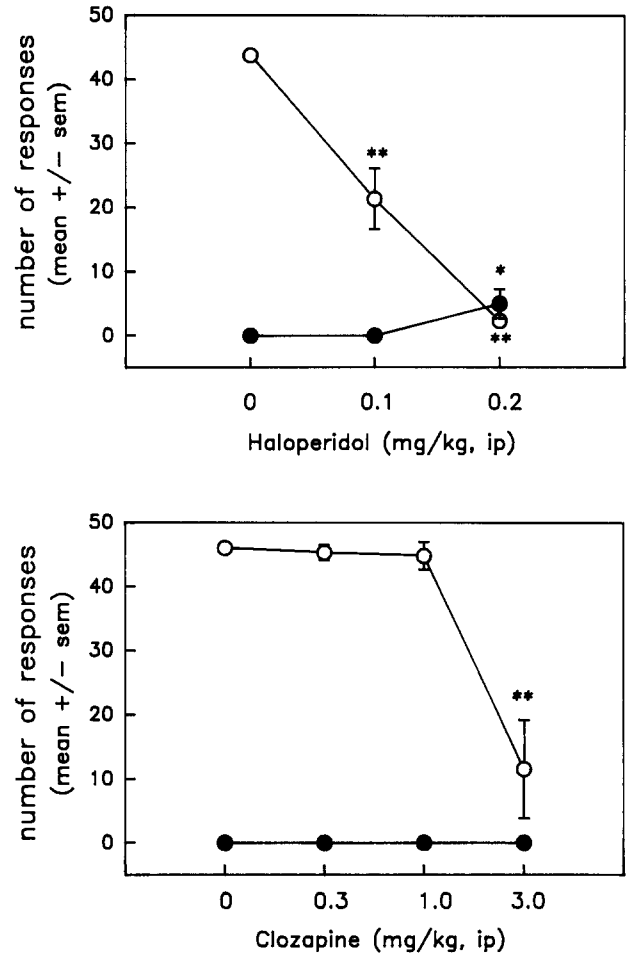 number of responses
(mean +/− sem)
50
40
30
20
10
0
**
*
**
0 0.1 0.2
Haloperidol (mg/kg, ip)
number of responses
(mean +/− sem)
50
40
30
20
10
0
**
0 0.3 1.0 3.0
Clozapine (mg/kg, ip)